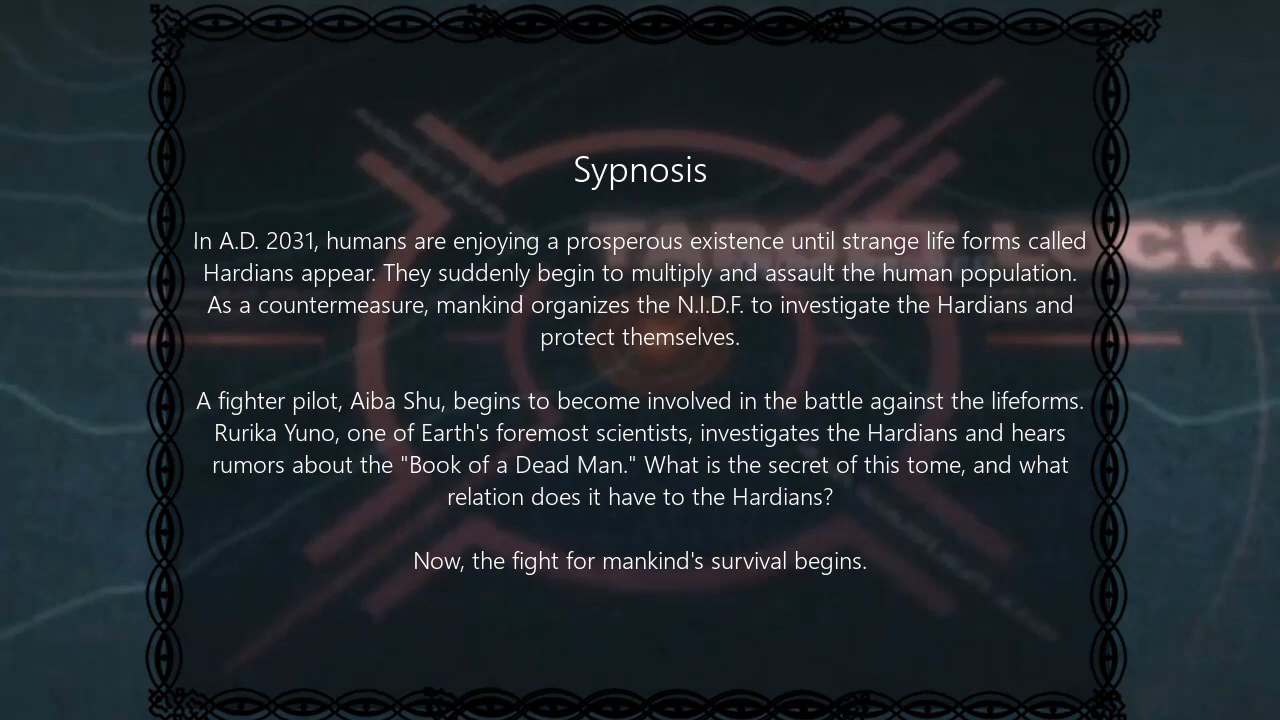 Sypnosis
In A.D. 2031, humans are enjoying a prosperous existence until strange life forms called
Hardians appear. They suddenly begin to multiply and assault the human population.
As a countermeasure, mankind organizes the N.I.D.F. to investigate the Hardians and
protect themselves.
A fighter pilot, Aiba Shu, begins to become involved in the battle against the lifeforms.
Rurika Yuno, one of Earth's foremost scientists, investigates the Hardians and hears
rumors about the "Book of a Dead Man." What is the secret of this tome, and what
relation does it have to the Hardians?
Now, the fight for mankind's survival begins.
TARGET LOCK